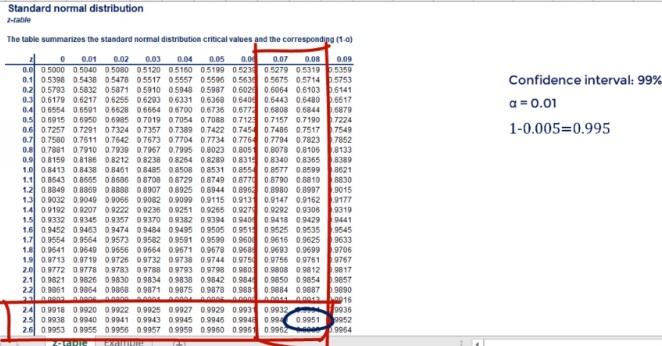 Standard normal distribution
z-table
The table summarizes the standard normal distribution critical values and the corresponding (1-α)
z 0 0.01 0.02 0.03 0.04 0.05 0.06 0.07 0.08 0.09
0.0 0.5000 0.5040 0.5080 0.5120 0.5160 0.5199 0.5239 0.5279 0.5319 0.5359
0.1 0.5398 0.5438 0.5478 0.5517 0.5557 0.5596 0.5636 0.5675 0.5714 0.5753
0.2 0.5793 0.5832 0.5871 0.5910 0.5948 0.5987 0.6026 0.6064 0.6103 0.6141
0.3 0.6179 0.6217 0.6255 0.6293 0.6331 0.6368 0.6406 0.6443 0.6480 0.6517
0.4 0.6554 0.6591 0.6628 0.6664 0.6700 0.6736 0.6772 0.6808 0.6844 0.6879
0.5 0.6915 0.6950 0.6985 0.7019 0.7054 0.7088 0.7123 0.7157 0.7190 0.7224
0.6 0.7257 0.7291 0.7324 0.7357 0.7389 0.7422 0.7454 0.7486 0.7517 0.7549
0.7 0.7580 0.7611 0.7642 0.7673 0.7704 0.7734 0.7764 0.7794 0.7823 0.7852
0.8 0.7881 0.7910 0.7939 0.7967 0.7995 0.8023 0.8051 0.8078 0.8106 0.8133
0.9 0.8159 0.8186 0.8212 0.8238 0.8264 0.8289 0.8315 0.8340 0.8365 0.8389
1.0 0.8413 0.8438 0.8461 0.8485 0.8508 0.8531 0.8554 0.8577 0.8599 0.8621
1.1 0.8643 0.8665 0.8686 0.8708 0.8729 0.8749 0.8770 0.8790 0.8810 0.8830
1.2 0.8849 0.8869 0.8888 0.8907 0.8925 0.8944 0.8962 0.8980 0.8997 0.9015
1.3 0.9032 0.9049 0.9066 0.9082 0.9099 0.9115 0.9131 0.9147 0.9162 0.9177
1.4 0.9192 0.9207 0.9222 0.9236 0.9251 0.9265 0.9279 0.9292 0.9306 0.9319
1.5 0.9332 0.9345 0.9357 0.9370 0.9382 0.9394 0.9406 0.9418 0.9429 0.9441
1.6 0.9452 0.9463 0.9474 0.9484 0.9495 0.9505 0.9515 0.9525 0.9535 0.9545
1.7 0.9554 0.9564 0.9573 0.9582 0.9591 0.9599 0.9608 0.9616 0.9625 0.9633
1.8 0.9641 0.9649 0.9656 0.9664 0.9671 0.9678 0.9686 0.9693 0.9699 0.9706
1.9 0.9713 0.9719 0.9726 0.9732 0.9738 0.9744 0.9750 0.9756 0.9761 0.9767
2.0 0.9772 0.9778 0.9783 0.9788 0.9793 0.9798 0.9803 0.9808 0.9812 0.9817
2.1 0.9821 0.9826 0.9830 0.9834 0.9838 0.9842 0.9846 0.9850 0.9854 0.9857
2.2 0.9861 0.9864 0.9868 0.9871 0.9875 0.9878 0.9881 0.9884 0.9887 0.9890
2.3 0.9911 0.9913 0.9916
2.4 0.9918 0.9920 0.9922 0.9925 0.9927 0.9929 0.9931 0.9932 0.9936
2.5 0.9938 0.9940 0.9941 0.9943 0.9945 0.9946 0.9948 0.9949 0.9951 0.9952
2.6 0.9953 0.9955 0.9956 0.9957 0.9959 0.9960 0.9961 0.9962 0.9964
z-table Example
Confidence interval: 99%
α = 0.01
1-0.005=0.995